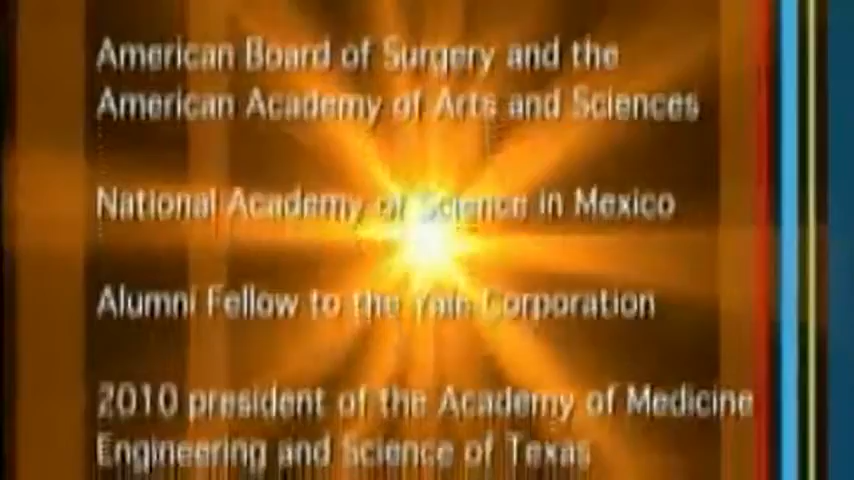 American Board of Surgery and the
American Academy of Arts and Sciences
National Academy of Science in Mexico
Alumni Fellow to the Yale Corporation
2010 president of the Academy of Medicine
Engineering and Science of Texas